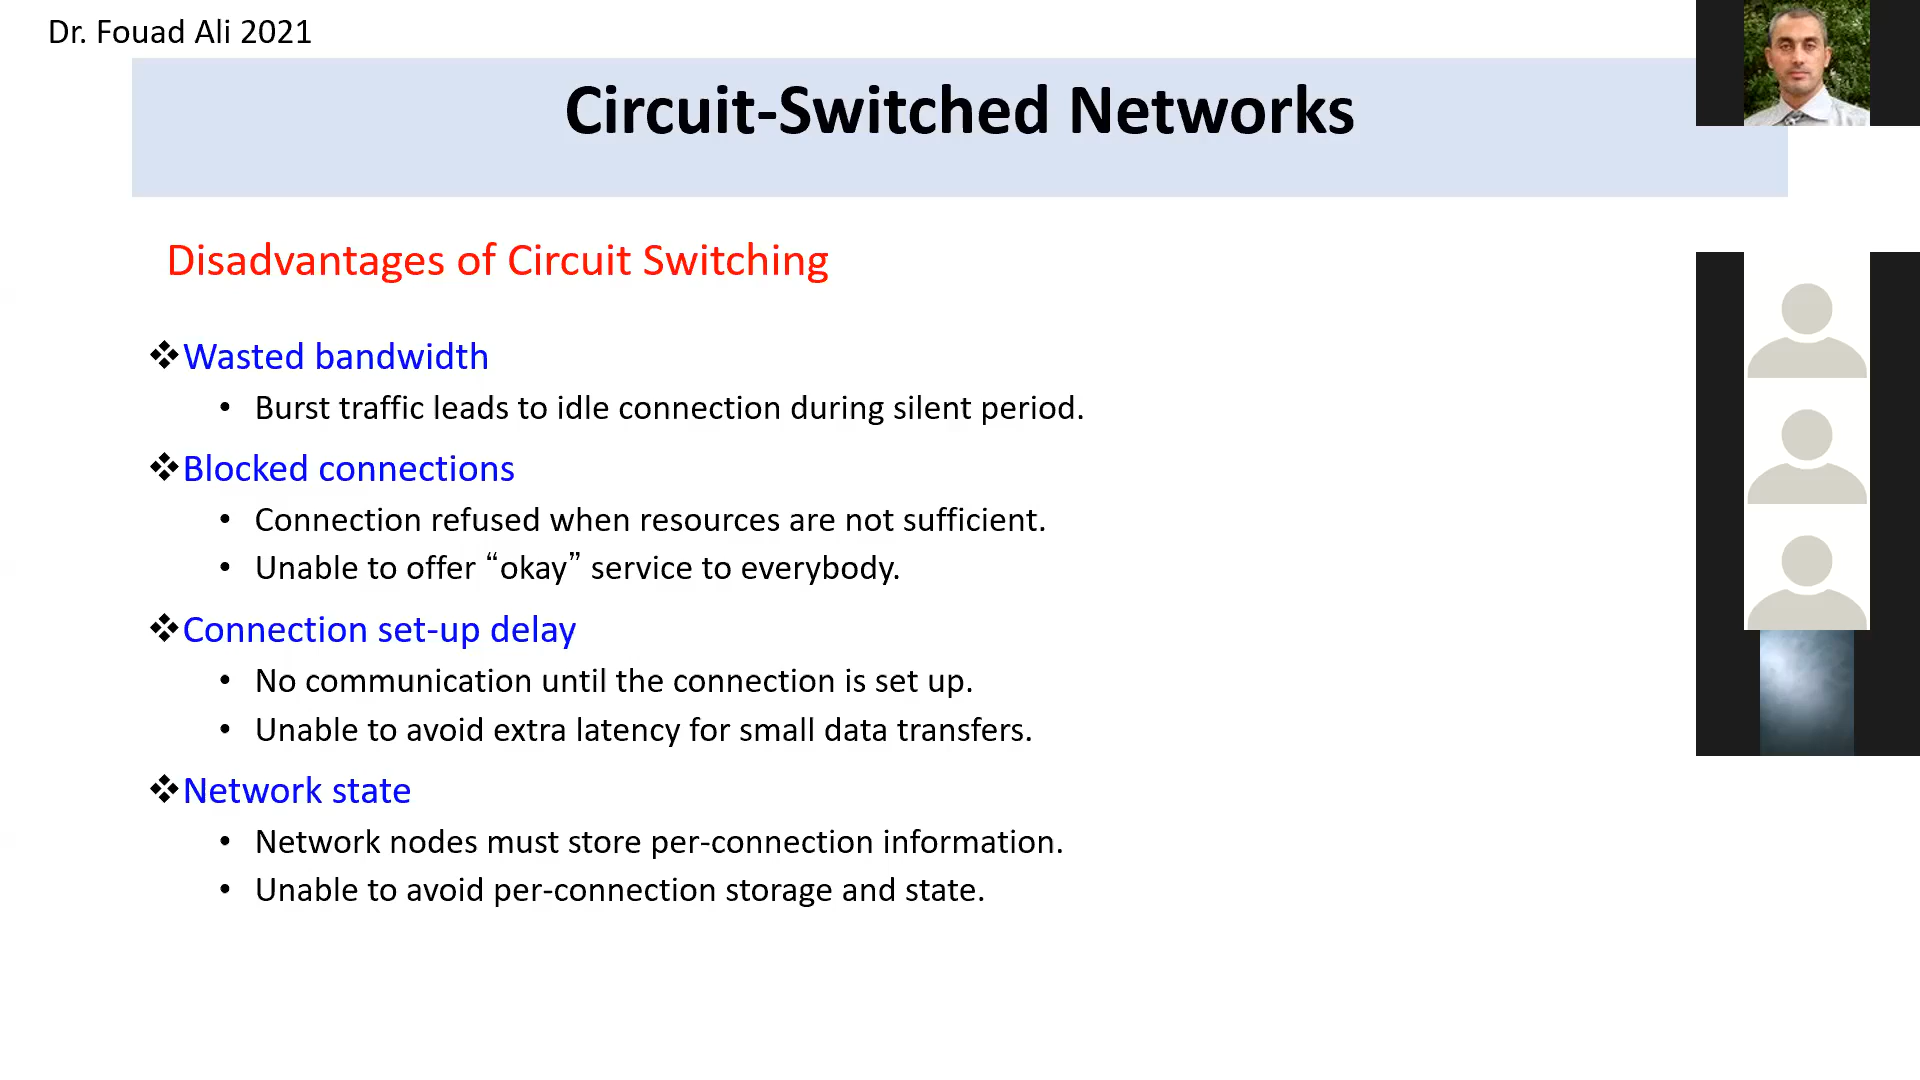 Dr. Fouad Ali 2021
Circuit-Switched Networks
Disadvantages of Circuit Switching
❖Wasted bandwidth
• Burst traffic leads to idle connection during silent period.
❖Blocked connections
• Connection refused when resources are not sufficient.
• Unable to offer “okay” service to everybody.
❖Connection set-up delay
• No communication until the connection is set up.
• Unable to avoid extra latency for small data transfers.
❖Network state
• Network nodes must store per-connection information.
• Unable to avoid per-connection storage and state.